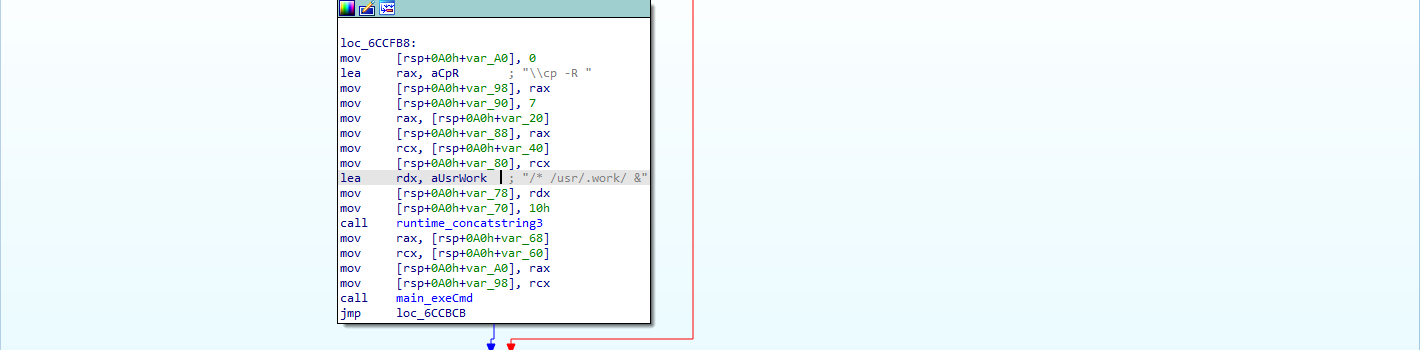 loc_6CCFB8:
mov [rsp+0A0h+var_A0], 0
lea rax, aCpR ; "\\cp -R "
mov [rsp+0A0h+var_98], rax
mov [rsp+0A0h+var_90], 7
mov rax, [rsp+0A0h+var_20]
mov [rsp+0A0h+var_88], rax
mov rcx, [rsp+0A0h+var_40]
mov [rsp+0A0h+var_80], rcx
lea rdx, aUsrWork ; "/* /usr/.work/ &"
mov [rsp+0A0h+var_78], rdx
mov [rsp+0A0h+var_70], 10h
call runtime_concatstring3
mov rax, [rsp+0A0h+var_68]
mov rcx, [rsp+0A0h+var_60]
mov [rsp+0A0h+var_A0], rax
mov [rsp+0A0h+var_98], rcx
call main_exeCmd
jmp loc_6CCBCB